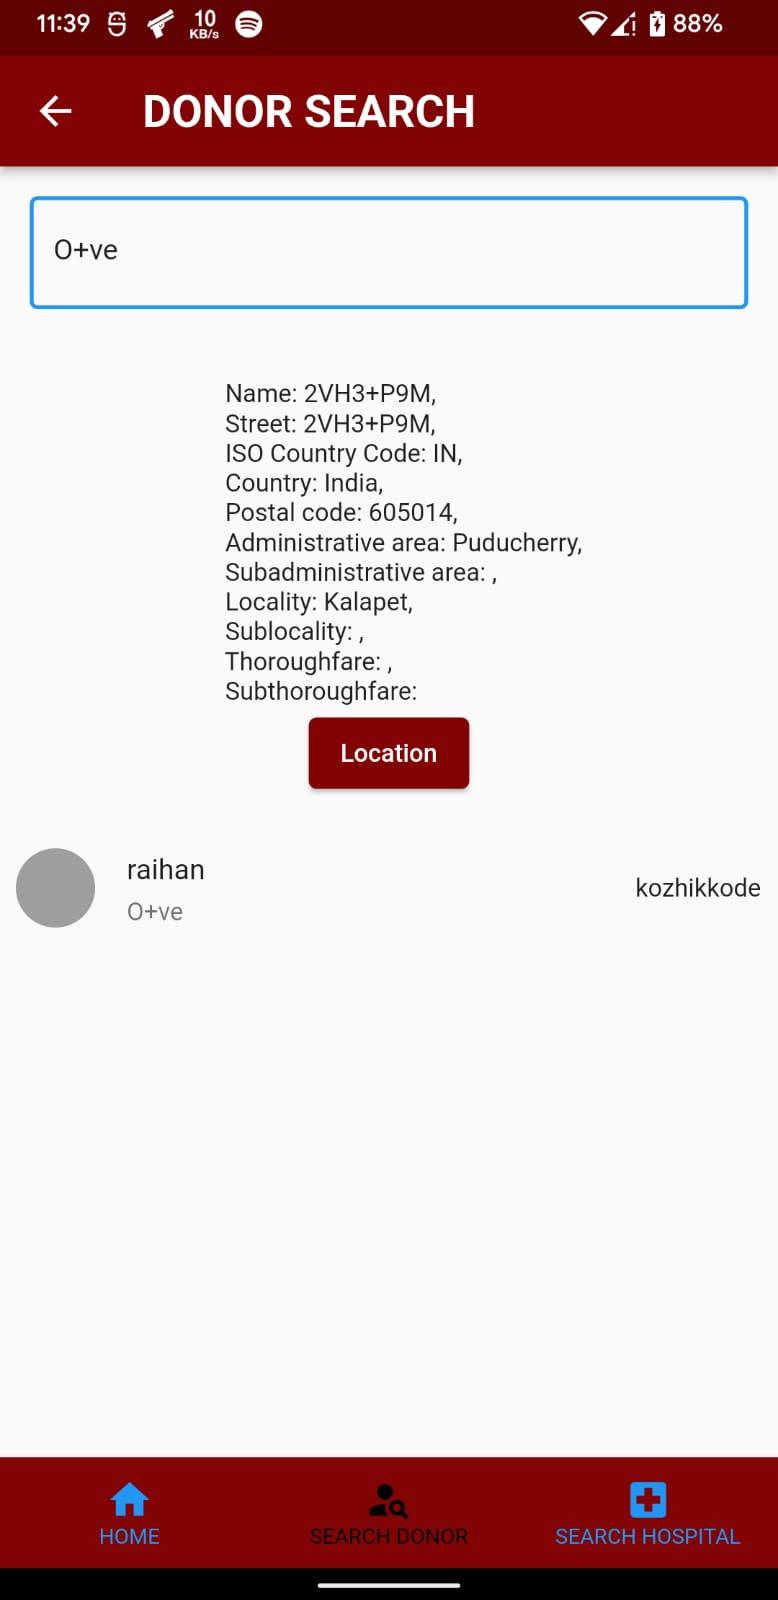 11:39 10 KB/s 88%
DONOR SEARCH
O+ve
Name: 2VH3+P9M,
Street: 2VH3+P9M,
ISO Country Code: IN,
Country: India,
Postal code: 605014,
Administrative area: Puducherry,
Subadministrative area: ,
Locality: Kalapet,
Sublocality: ,
Thoroughfare: ,
Subthoroughfare:
Location
raihan
kozhikkode
O+ve
HOME SEARCH DONOR SEARCH HOSPITAL